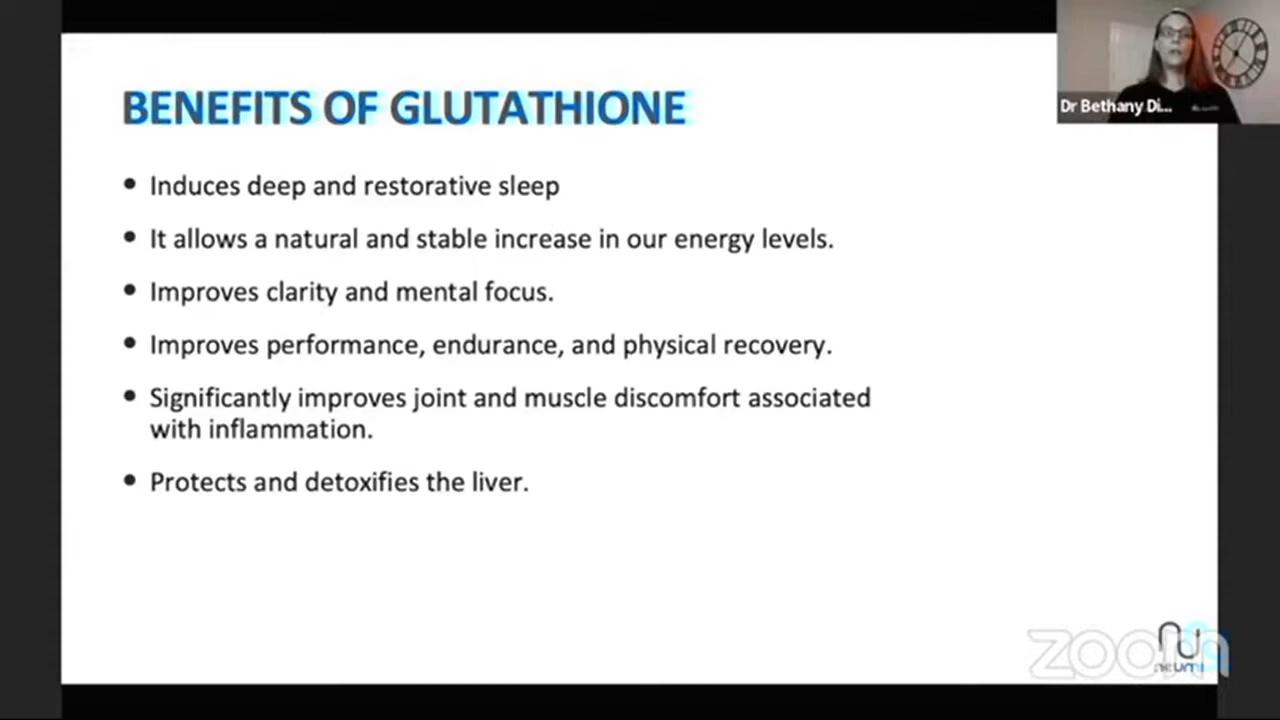 BENEFITS OF GLUTATHIONE
Dr Bethany Di...
• Induces deep and restorative sleep
• It allows a natural and stable increase in our energy levels.
• Improves clarity and mental focus.
• Improves performance, endurance, and physical recovery.
• Significantly improves joint and muscle discomfort associated
with inflammation.
• Protects and detoxifies the liver.
zoom
neumi